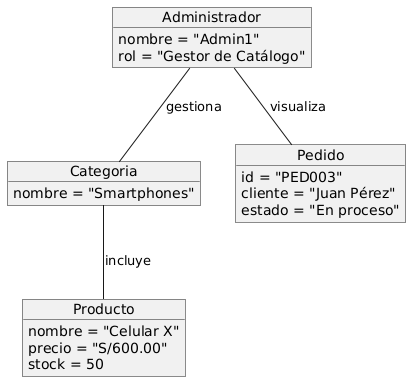 Administrador
nombre = "Admin1"
rol = "Gestor de Catálogo"
gestiona
visualiza
Categoria
nombre = "Smartphones"
Pedido
id = "PED003"
cliente = "Juan Pérez"
estado = "En proceso"
incluye
Producto
nombre = "Celular X"
precio = "S/600.00"
stock = 50